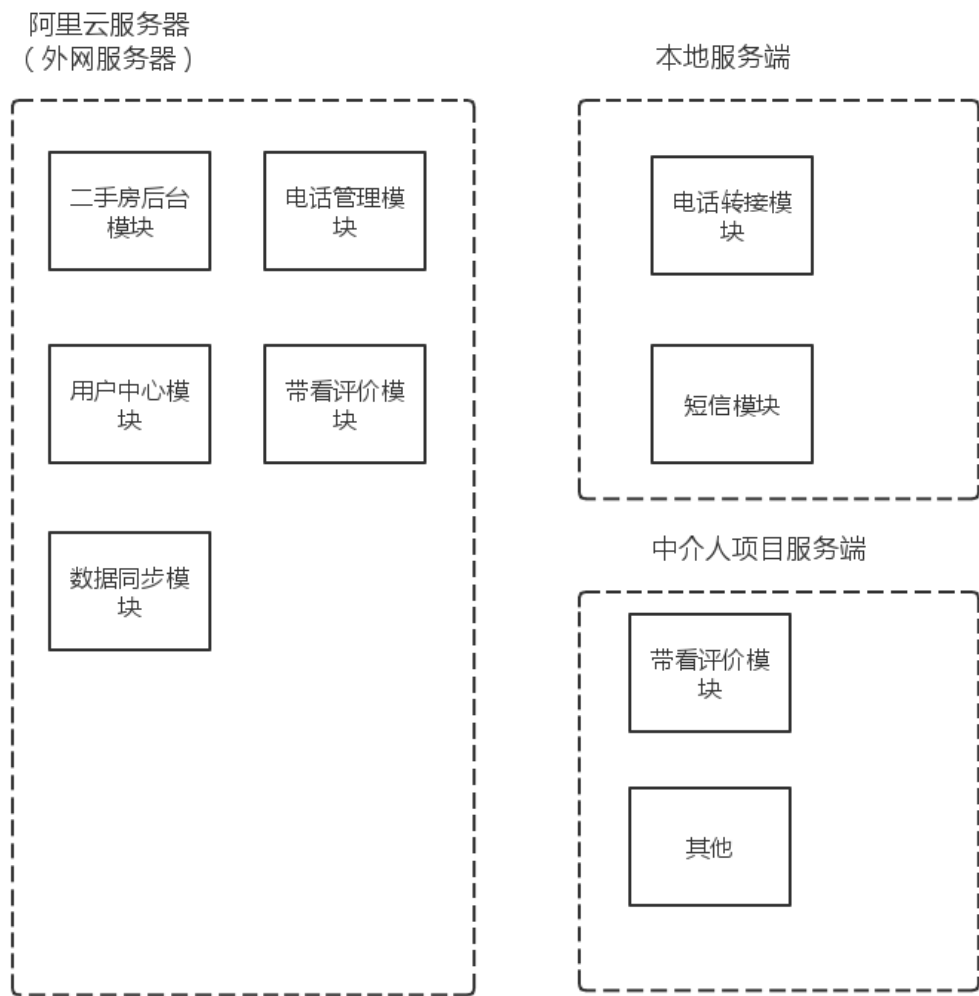 阿里云服务器
（外网服务器）
二手房后台
模块
电话管理模
块
用户中心模
块
带看评价模
块
数据同步模
块
本地服务端
电话转接模
块
短信模块
中介人项目服务端
带看评价模
块
其他